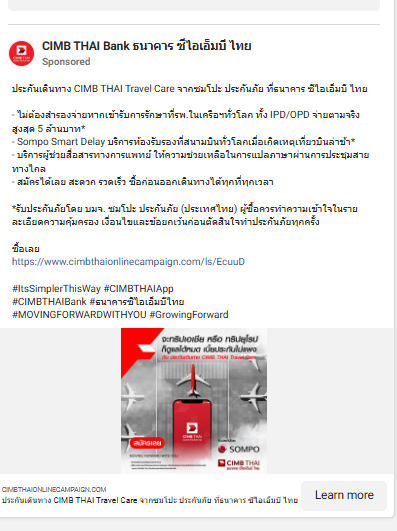 CIMB THAI Bank ธนาคาร ซีไอเอ็มบี ไทย
Sponsored
ประกันเดินทาง CIMB THAI Travel Care จากซมโปะ ประกันภัย ที่ธนาคาร ซีไอเอ็มบี ไทย
- ไม่ต้องสำรองจ่ายหากเข้ารับการรักษาที่รพ.ในเครือฯทั่วโลก ทั้ง IPD/OPD จ่ายตามจริง
สูงสุด 5 ล้านบาท*
- Sompo Smart Delay บริการห้องรับรองที่สนามบินทั่วโลกเมื่อเกิดเหตุเที่ยวบินล่าช้า*
- บริการผู้ช่วยสื่อสารทางการแพทย์ ให้ความช่วยเหลือในการแปลภาษาผ่านการประชุมสาย
ทางไกล
- สมัครได้เลย สะดวก รวดเร็ว ซื้อก่อนออกเดินทางได้ทุกที่ทุกเวลา
*รับประกันภัยโดย บมจ. ซมโปะ ประกันภัย (ประเทศไทย) ผู้ซื้อควรทำความเข้าใจในราย
ละเอียดความคุ้มครอง เงื่อนไขและข้อยกเว้นก่อนตัดสินใจทำประกันภัยทุกครั้ง
ซื้อเลย
https://www.cimbthaionlinecampaign.com/ls/EcuuD
#ItsSimplerThisWay #CIMBTHAIApp
#CIMBTHAIBank #ธนาคารซีไอเอ็มบีไทย
#MOVINGFORWARDWITHYOU #GrowingForward
จะทริปเอเชีย หรือ ทริปยุโรป
ก็ดูแลได้หมด เบี้ยประกันไม่แพง
กับ ประกันเดินทาง CIMB THAI Travel Care
CIMB THAI
สมัครเลย
SOMPO
CIMB THAI
CIMBTHAIONLINECAMPAIGN.COM
ประกันเดินทาง CIMB THAI Travel Care จากซมโปะ ประกันภัย ที่ธนาคาร ซีไอเอ็มบี ไทย
Learn more